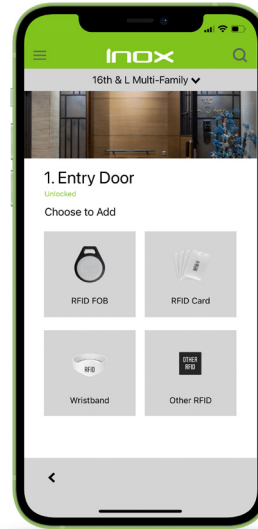 INOX
16th & L Multi-Family
1. Entry Door
Unlocked
Choose to Add
RFID FOB
RFID Card
RFID
OTHER
RFID
Wristband
Other RFID